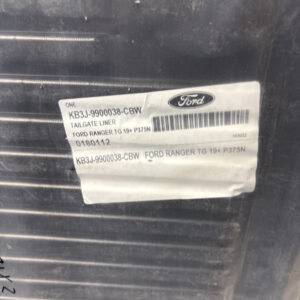 ONE
KB3J-9900038-CBW
Ford
TAILGATE LINER
FORD RANGER TG 19+ P375N
0180112
KB3J-9900038-CBW FORD RANGER TG 19+ P375N